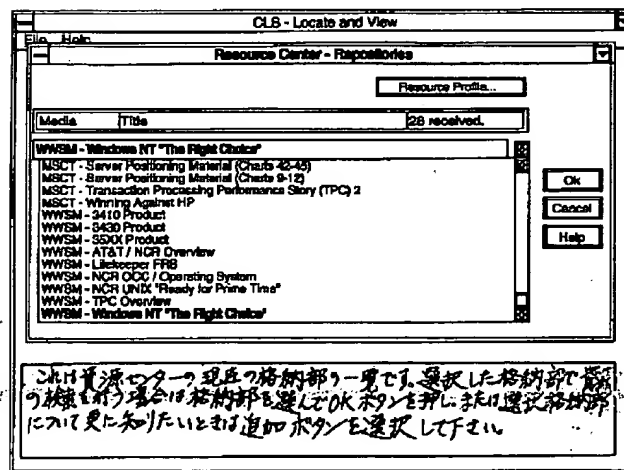 CLS - Locate and View
File Help
Resource Center - Repositories
Resource Profile...
Media Title 28 received.
WWSM - Windows NT "The Right Choice"
MSCT - Server Positioning Material (Charts 42-45)
MSCT - Server Positioning Material (Charts 9-12)
MSCT - Transaction Processing Performance Story (TPC) 2
MSCT - Winning Against HP
WWSM - 3410 Product
WWSM - 3430 Product
WWSM - 35XX Product
WWSM - AT&T / NCR Overview
WWSM - Lifekeeper FRS
WWSM - NCR OCC / Operating System
WWSM - NCR UNIX "Ready for Prime Time"
WWSM - TPC Overview
WWSM - Windows NT "The Right Choice"
Ok
Cancel
Help
これは資源センターの現在の格納部の一覧です。選択した格納部で資源
の検索を行う場合は格納部を選んでOKボタンを押し、または選択格納部
について更に知りたいときは追加ボタンを選択して下さい。